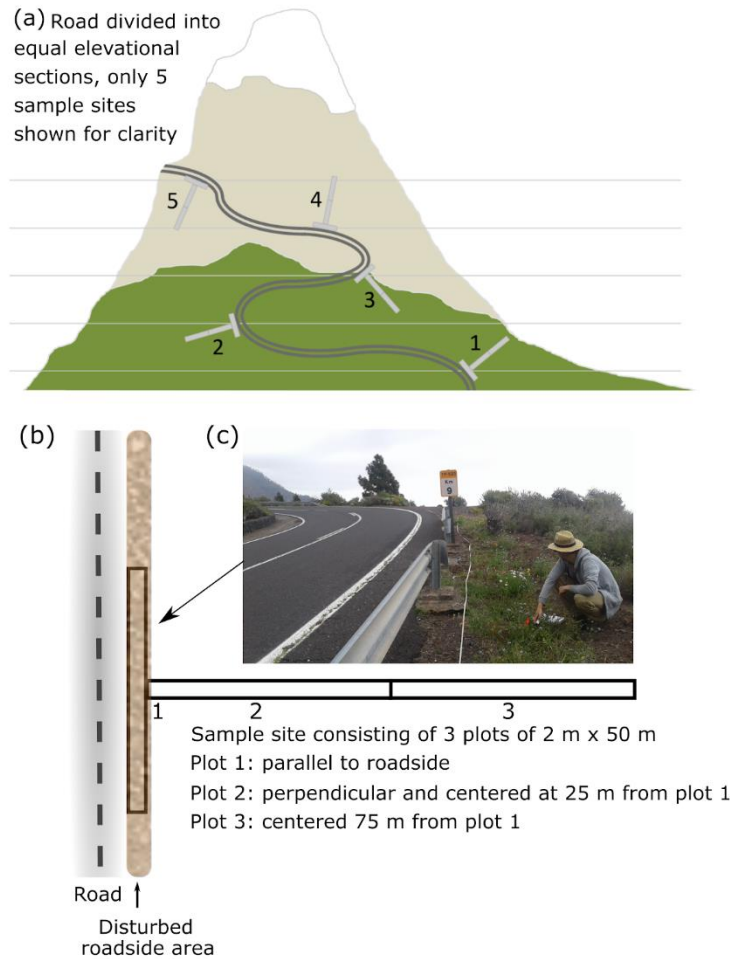 (a) Road divided into
equal elevational
sections, only 5
sample sites
shown for clarity
5
4
3
2
1
(b)
(c)
9
1
2
3
Sample site consisting of 3 plots of 2 m x 50 m
Plot 1: parallel to roadside
Plot 2: perpendicular and centered at 25 m from plot 1
Plot 3: centered 75 m from plot 1
Road
Disturbed
roadside area